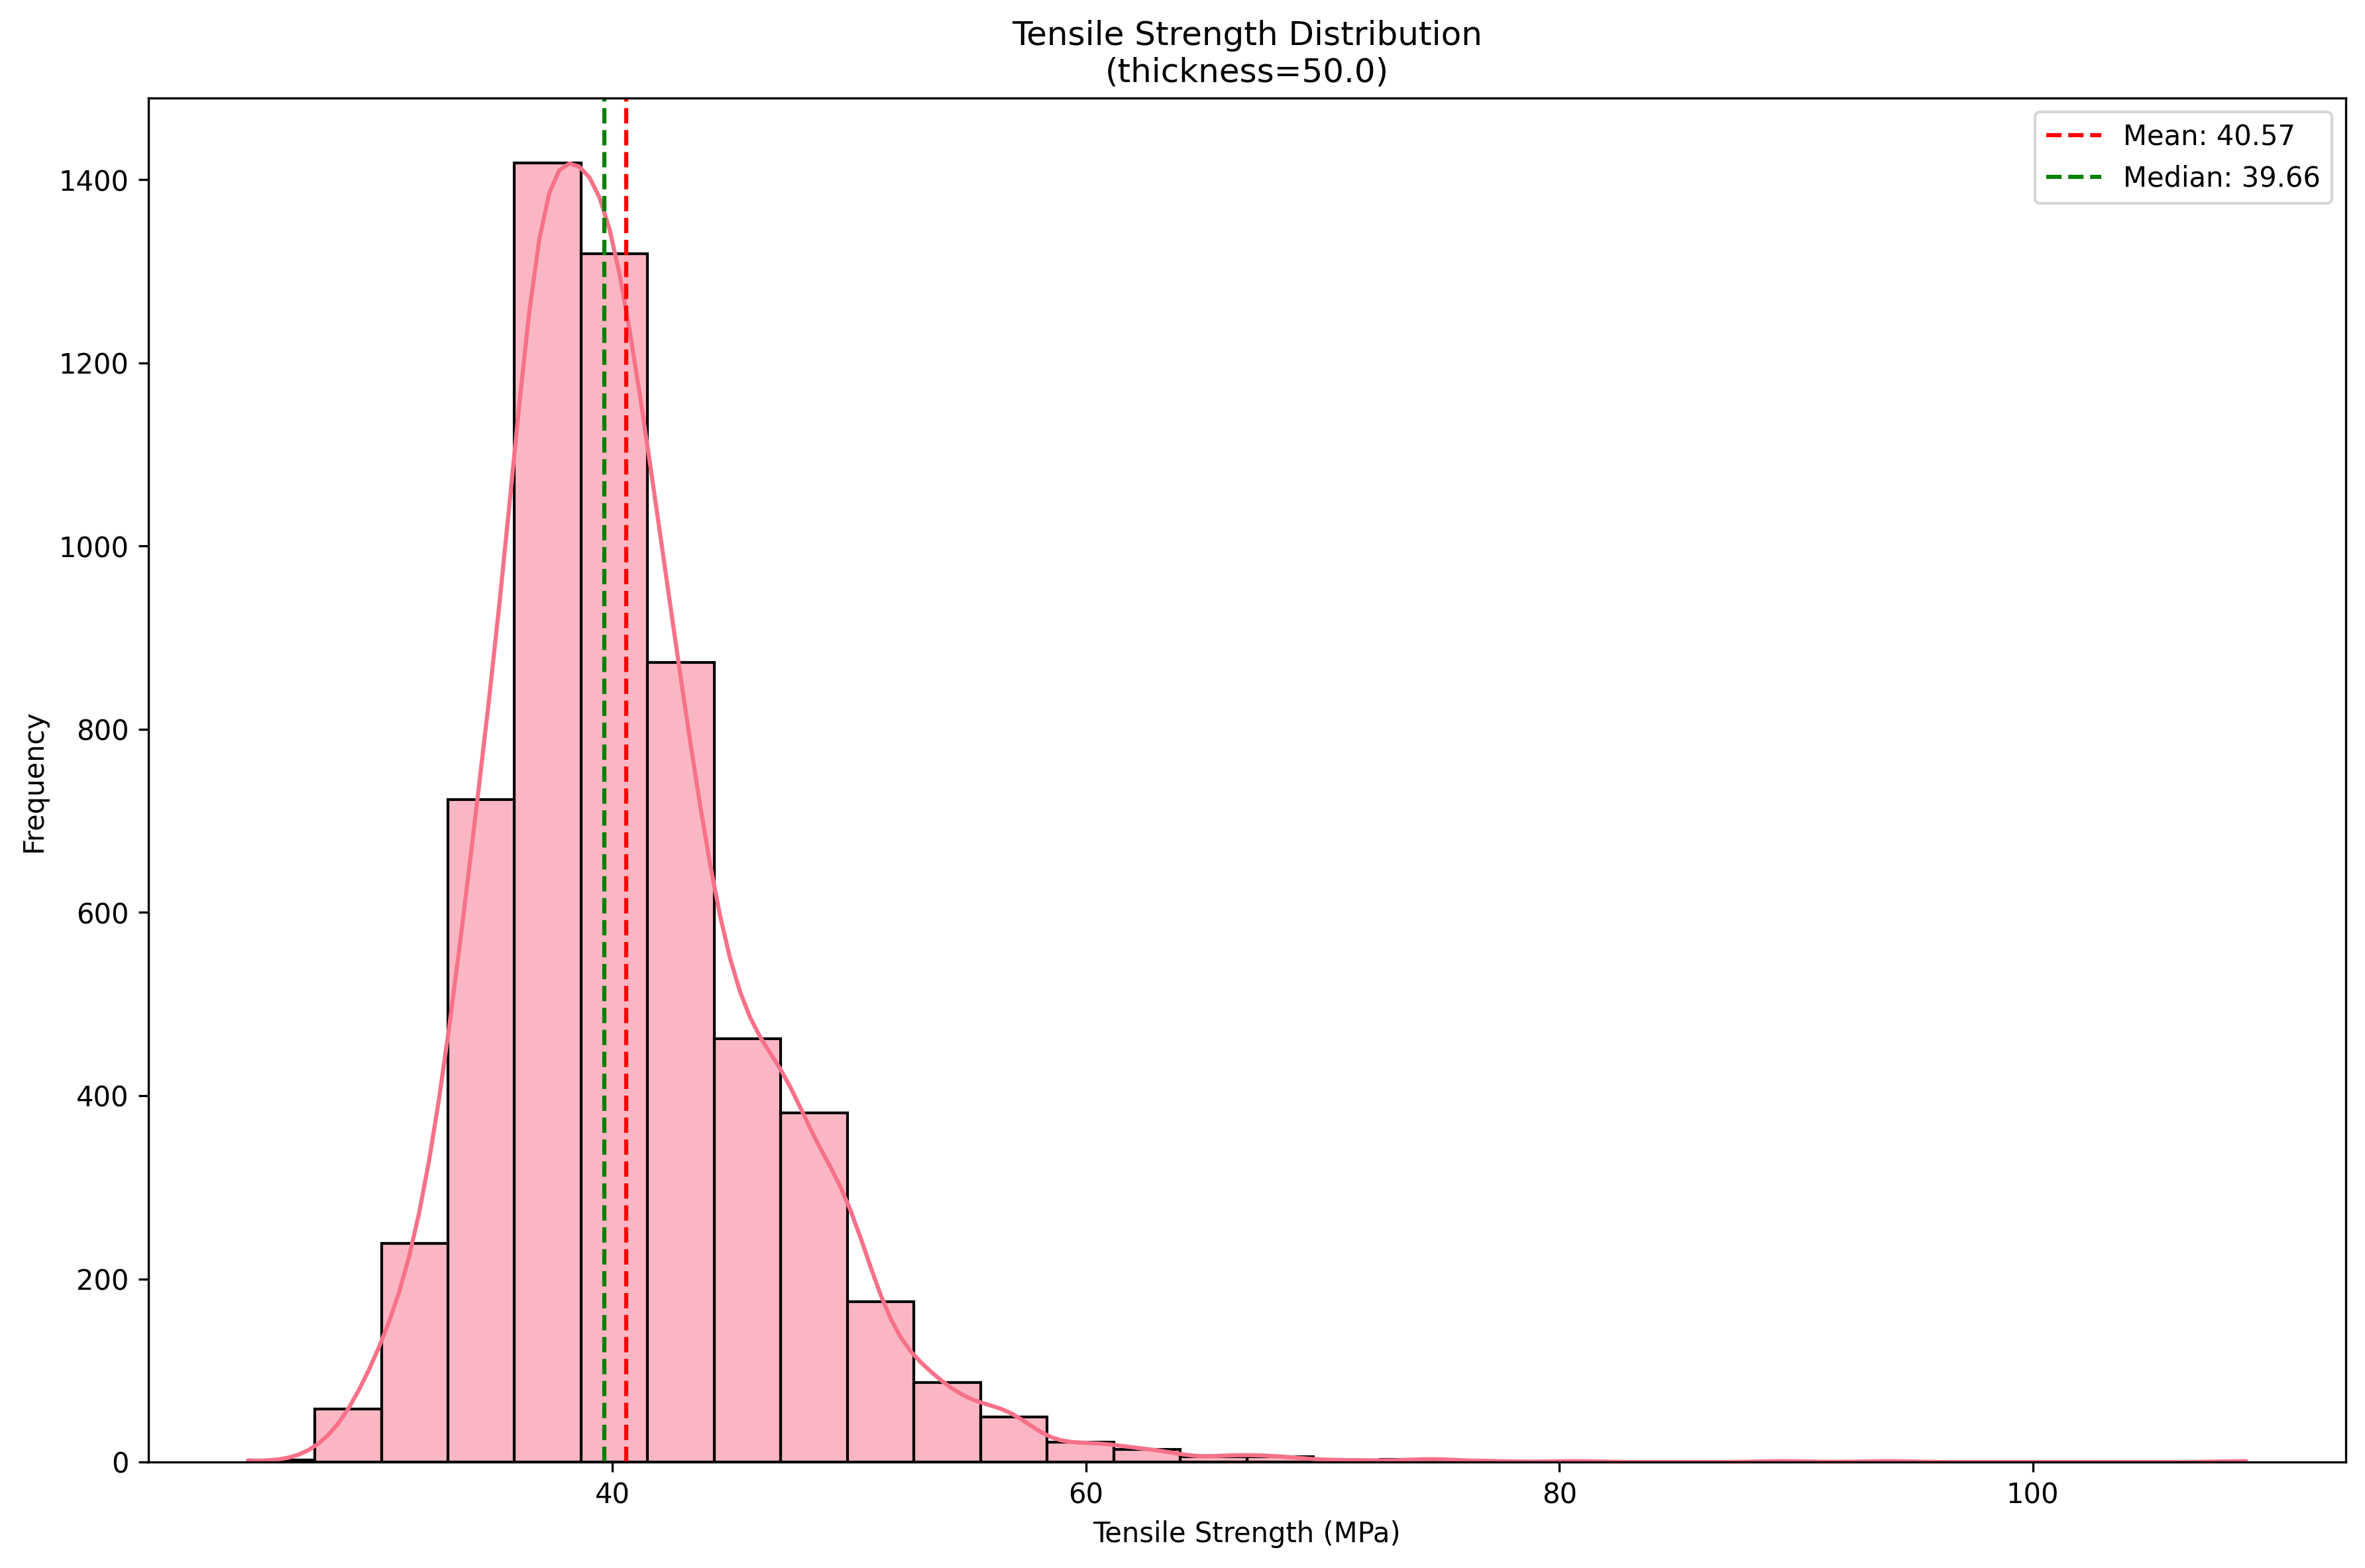 Tensile Strength Distribution
(thickness=50.0)
Mean: 40.57
Median: 39.66
1400
1200
1000
800
600
400
200
0
Frequency
40 60 80 100
Tensile Strength (MPa)